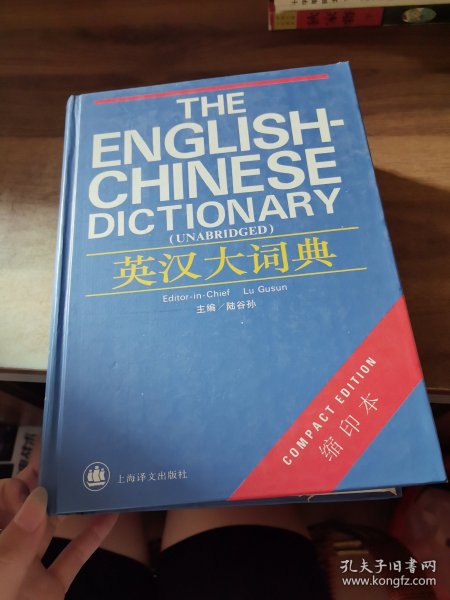 THE
ENGLISH-
CHINESE
DICTIONARY
(UNABRIDGED)
英汉大词典
Editor-in-Chief Lu Gusun
主编/陆谷孙
COMPACT EDITION
缩印本
上海译文出版社
孔夫子旧书网
www.kongfz.com